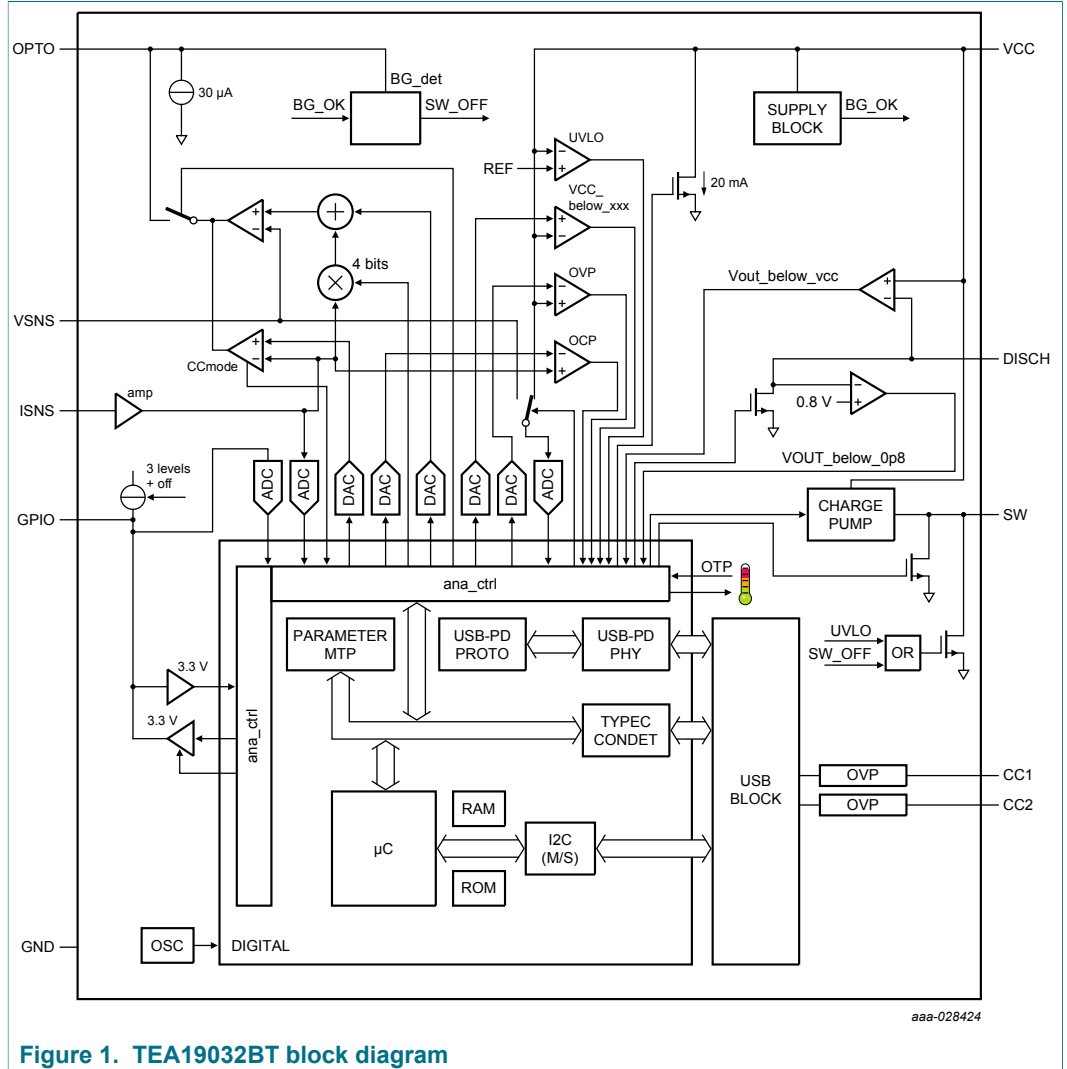 OPTO
VCC
BG_det
30 µA
BG_OK
SW_OFF
SUPPLY
BLOCK
BG_OK
UVLO
REF
20 mA
VCC_
below_xxx
4 bits
OVP
Vout_below_vcc
VSNS
OCP
CCmode
DISCH
amp
ISNS
0.8 V
3 levels
+ off
VOUT_below_0p8
ADC
ADC
DAC
DAC
DAC
DAC
DAC
ADC
GPIO
CHARGE
PUMP
SW
ana_ctrl
OTP
PARAMETER
MTP
USB-PD
PROTO
USB-PD
PHY
UVLO
SW_OFF
OR
3.3 V
3.3 V
ana_ctrl
TYPEC
CONDET
USB
BLOCK
OVP
CC1
OVP
CC2
RAM
µC
I2C
(M/S)
ROM
GND
OSC
DIGITAL
aaa-028424
Figure 1. TEA19032BT block diagram